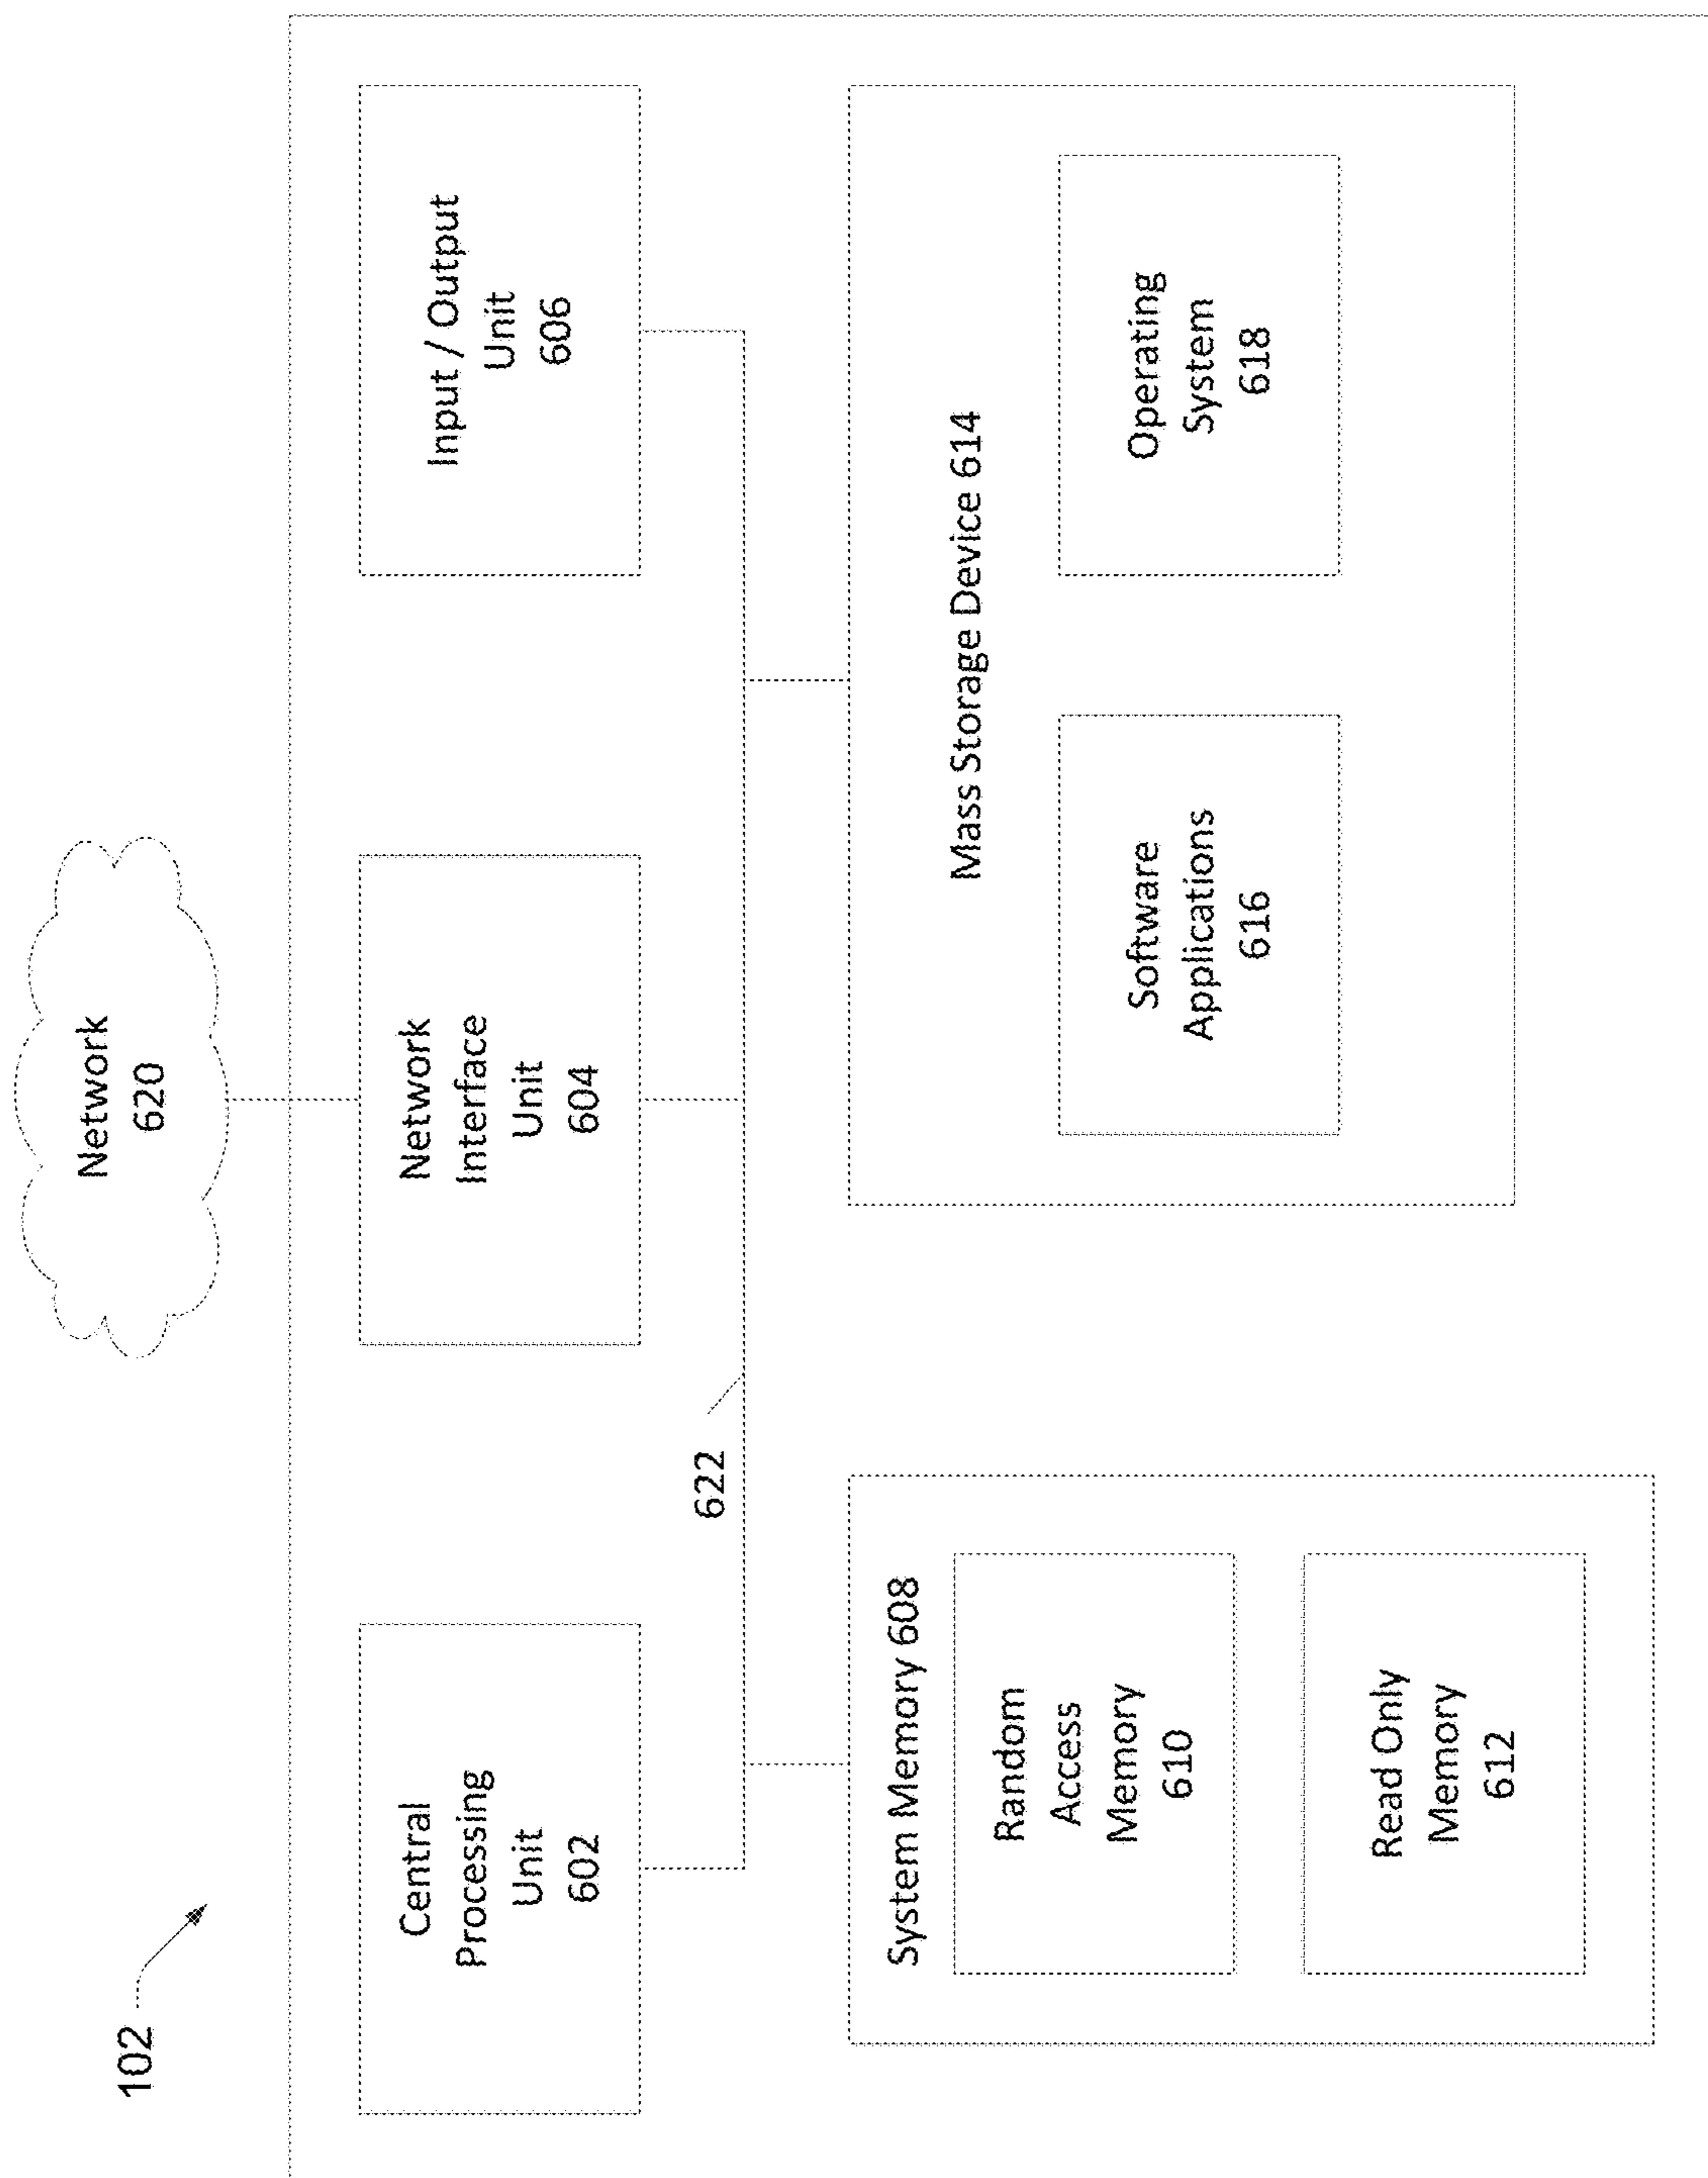 102
Network
620
Central
Processing
Unit
602
Network
Interface
Unit
604
Input / Output
Unit
606
622
System Memory 608
Random
Access
Memory
610
Read Only
Memory
612
Mass Storage Device 614
Software
Applications
616
Operating
System
618